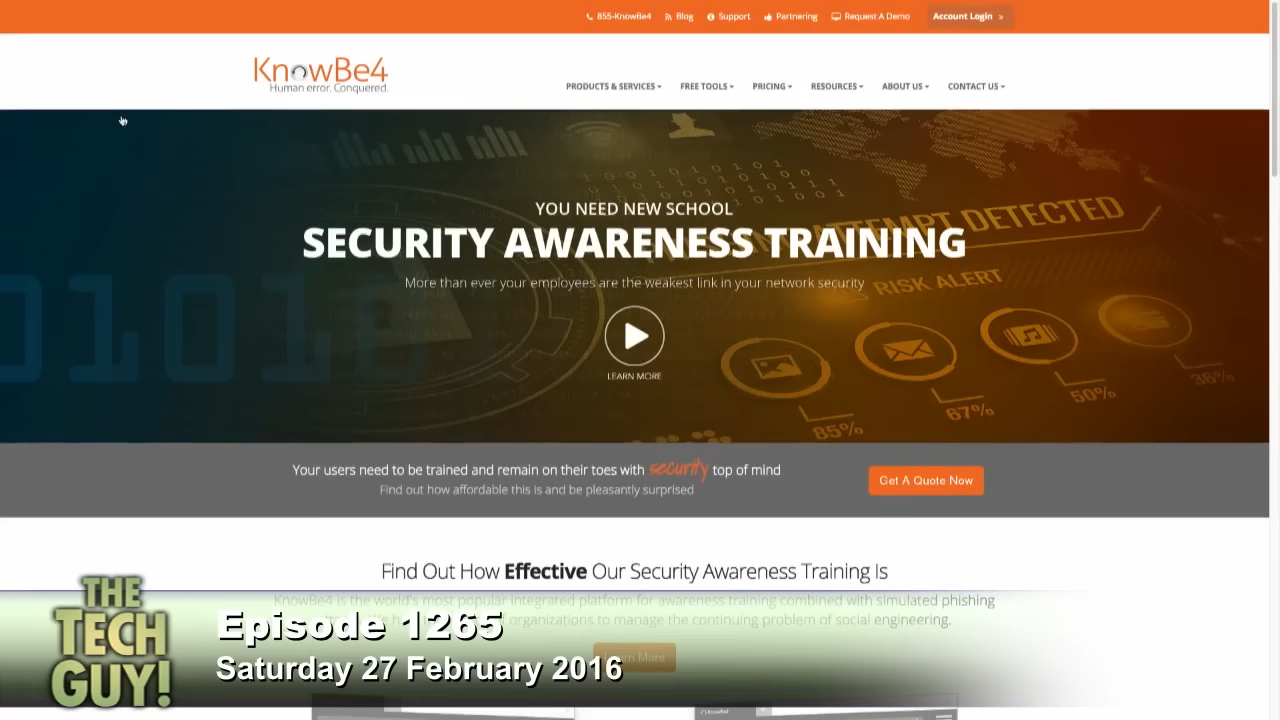 855-KnowBe4 Blog Support Partnering Request A Demo Account Login »
KnowBe4
Human error. Conquered.
PRODUCTS & SERVICES FREE TOOLS PRICING RESOURCES ABOUT US CONTACT US
ATTEMPT DETECTED
YOU NEED NEW SCHOOL
SECURITY AWARENESS TRAINING
More than ever your employees are the weakest link in your network security
RISK ALERT
01010
LEARN MORE
85% 67% 50% 36%
Your users need to be trained and remain on their toes with security top of mind
Find out how affordable this is and be pleasantly surprised
Get A Quote Now
Find Out How Effective Our Security Awareness Training Is
KnowBe4 is the world's most popular integrated platform for awareness training combined with simulated phishing
of organizations to manage the continuing problem of social engineering.
Learn More
THE
TECH
GUY!
Episode 1265
Saturday 27 February 2016